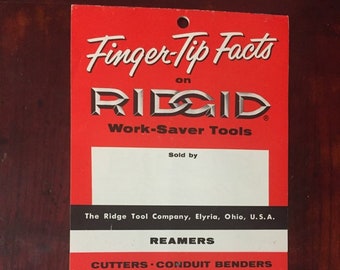 Finger-Tip Facts
on
RIDGID®
Work-Saver Tools
Sold by
The Ridge Tool Company, Elyria, Ohio, U.S.A.
REAMERS
CUTTERS · CONDUIT BENDERS